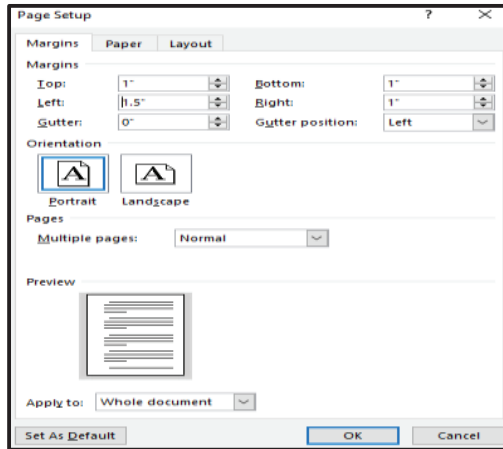 Page Setup ? ×
Margins Paper Layout
Margins
Top: 1" Bottom: 1"
Left: 1.5" Right: 1"
Gutter: 0" Gutter position: Left
Orientation
A A
Portrait Landscape
Pages
Multiple pages: Normal
Preview
Apply to: Whole document
Set As Default OK Cancel